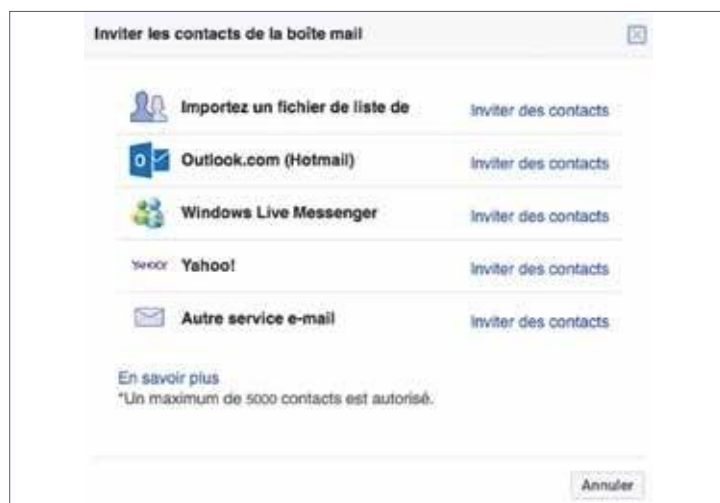 Inviter les contacts de la boîte mail
Importez un fichier de liste de Inviter des contacts
Outlook.com (Hotmail) Inviter des contacts
Windows Live Messenger Inviter des contacts
YAHOO! Yahoo! Inviter des contacts
Autre service e-mail Inviter des contacts
En savoir plus
*Un maximum de 5000 contacts est autorisé.
Annuler